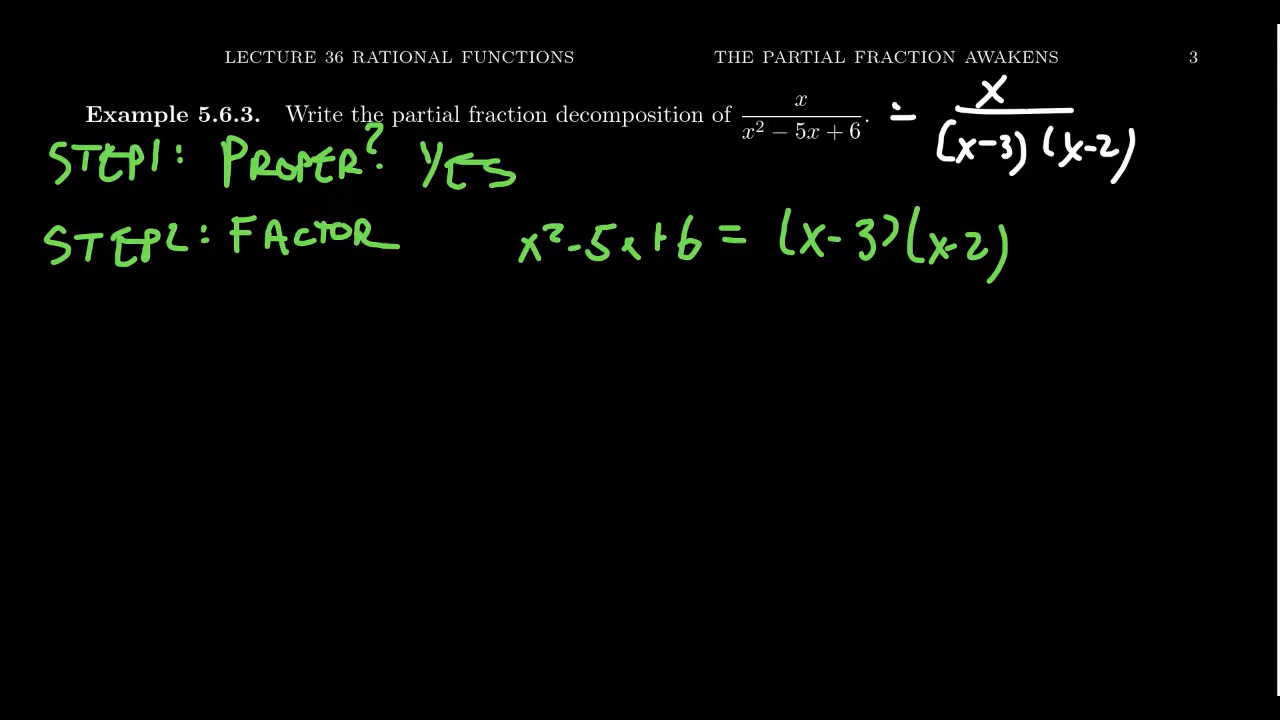 LECTURE 36 RATIONAL FUNCTIONS THE PARTIAL FRACTION AWAKENS 3
Example 5.6.3. Write the partial fraction decomposition of x/(x² − 5x + 6). = x/((x-3)(x-2))
STEP1: PROPER? YES
STEP2: FACTOR x²-5x+6 = (x-3)(x-2)